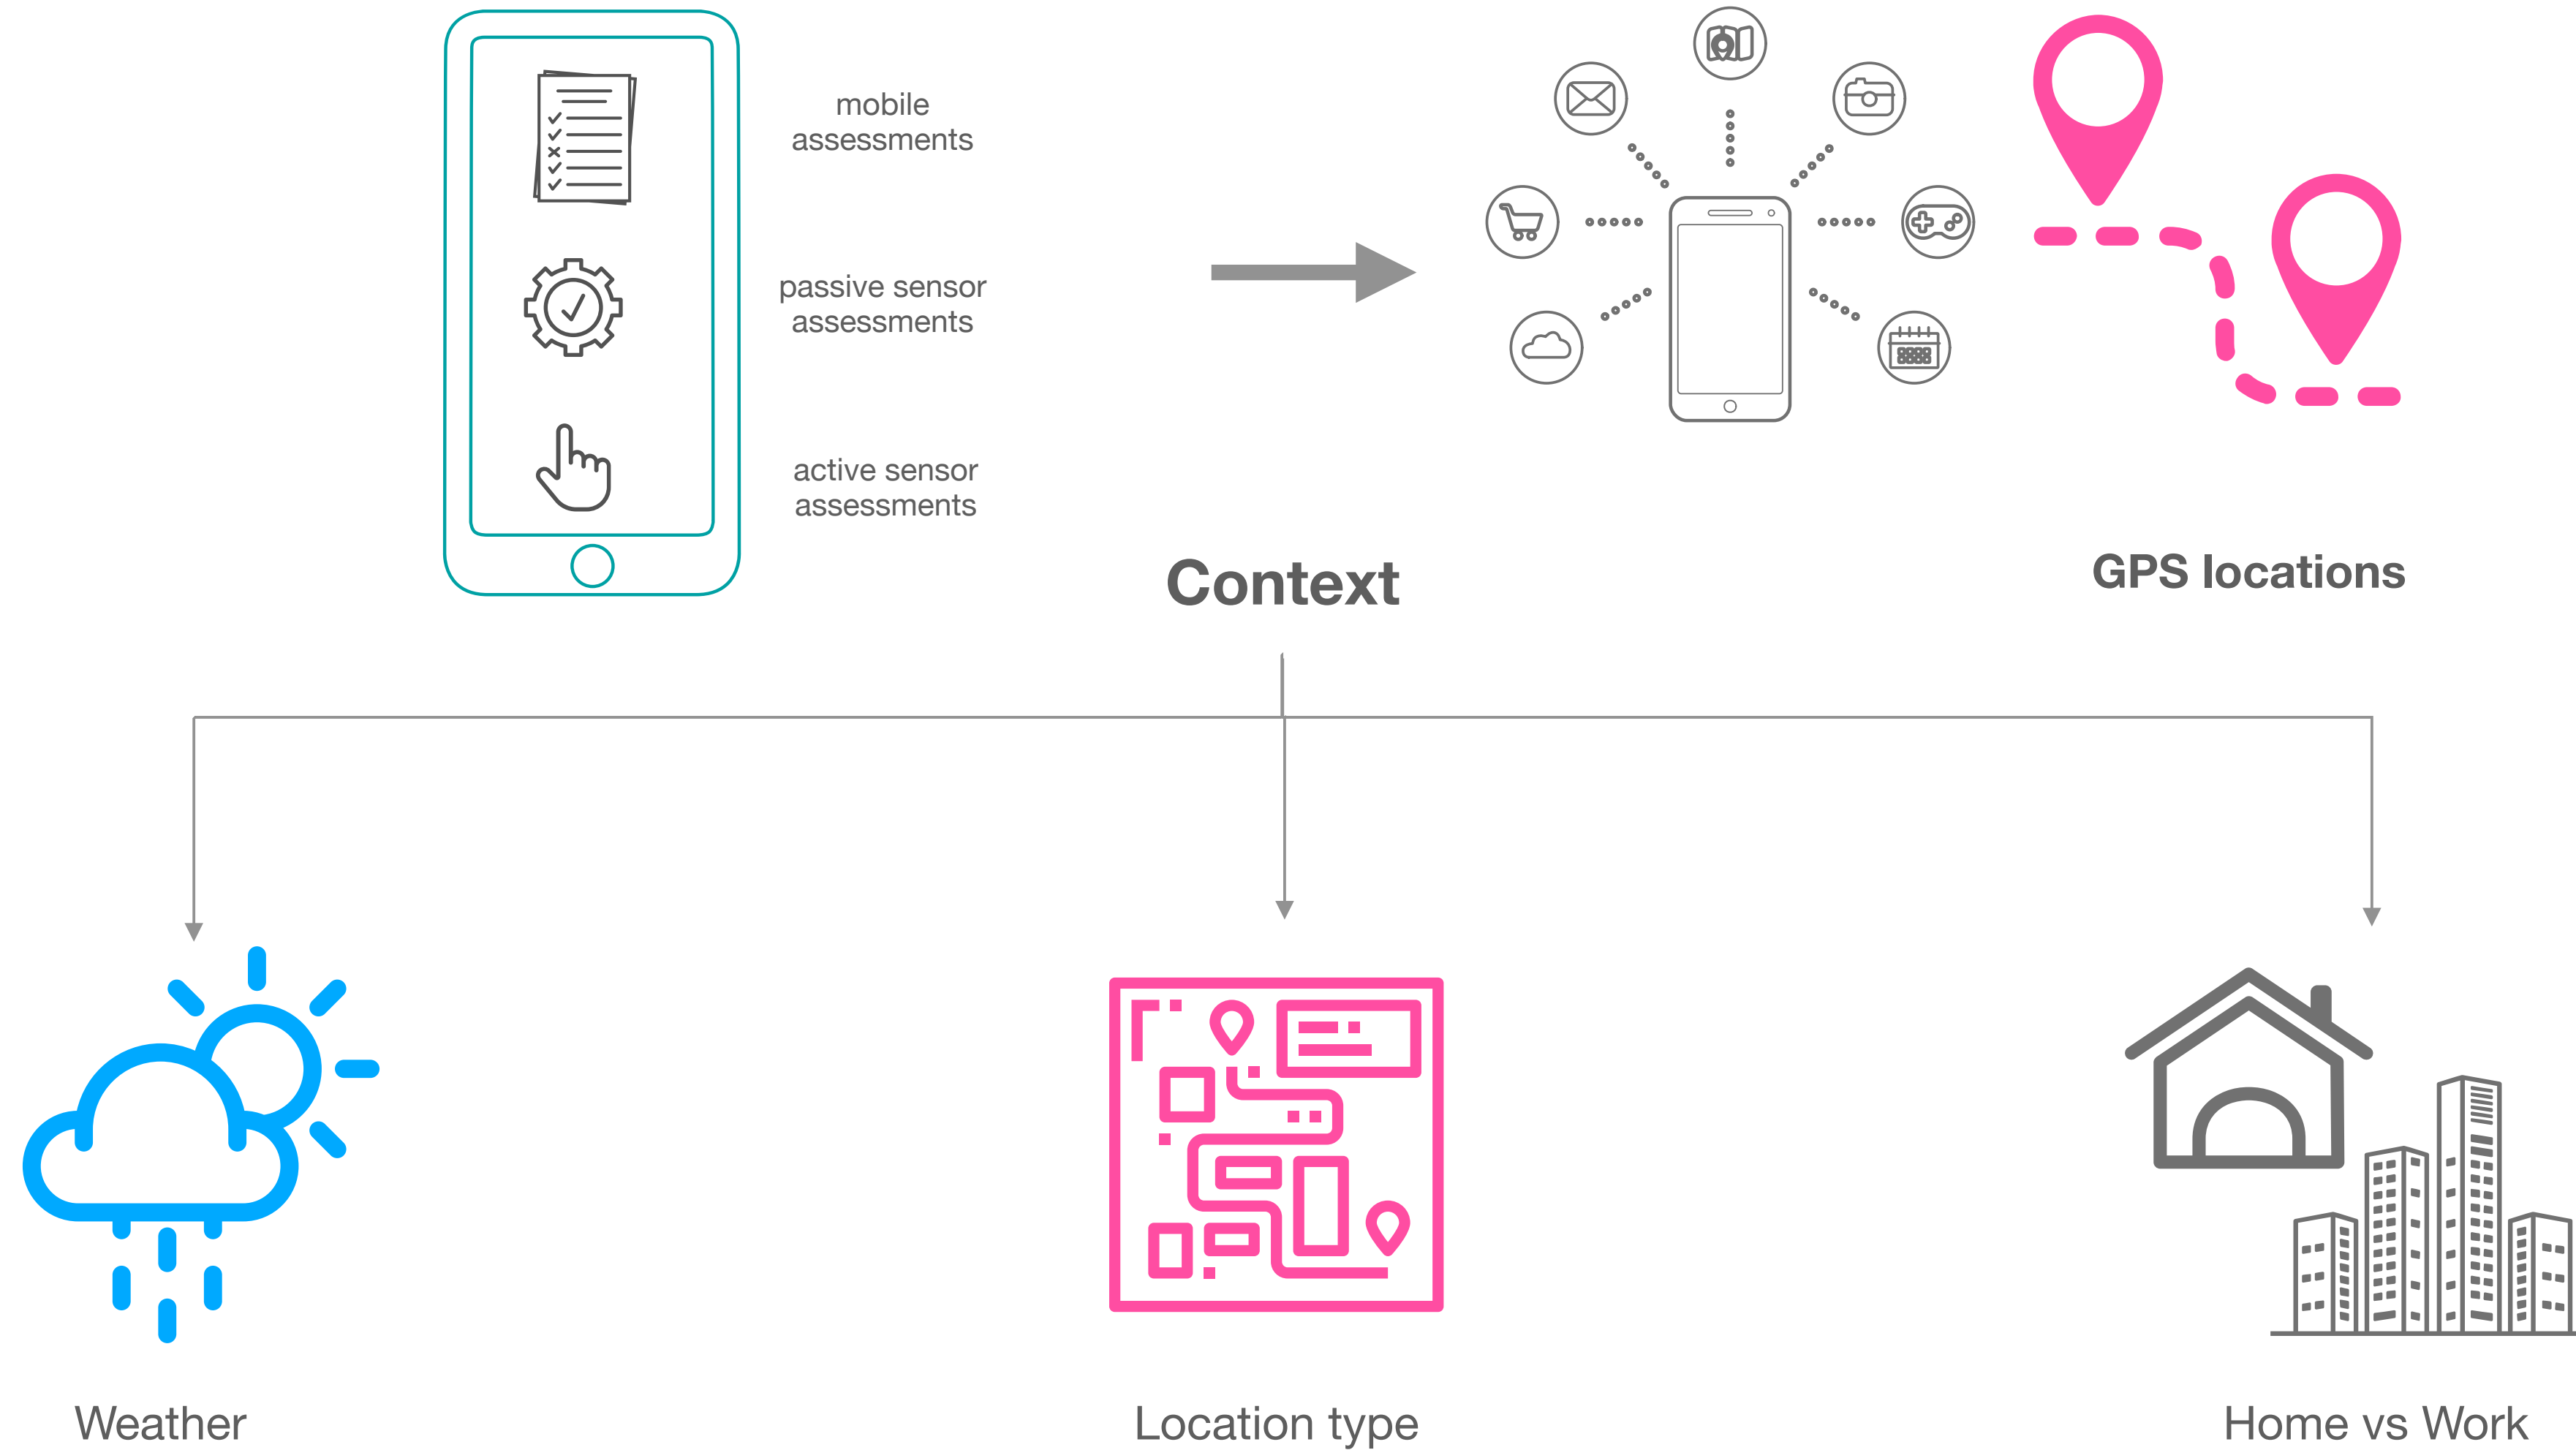 mobile
assessments
passive sensor
assessments
active sensor
assessments
Context
GPS locations
Weather
Location type
Home vs Work